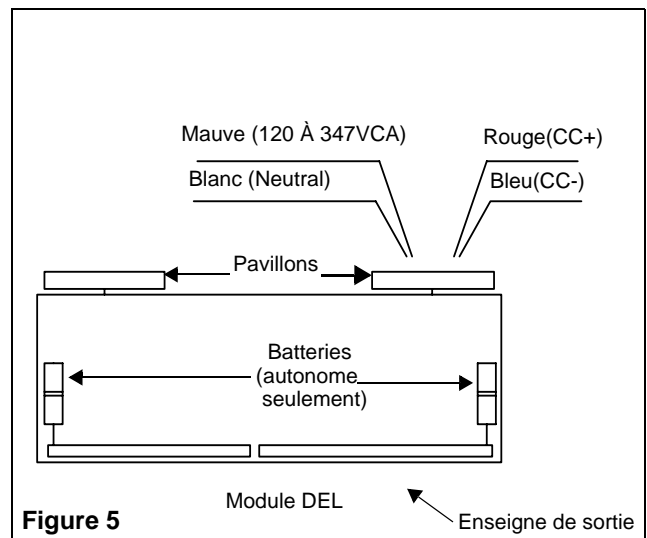 Mauve (120 À 347VCA)
Rouge(CC+)
Blanc (Neutral)
Bleu(CC-)
Pavillons
Batteries
(autonome
seulement)
Module DEL
Enseigne de sortie
Figure 5